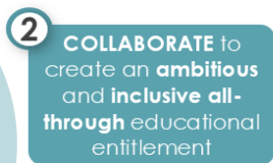 2
COLLABORATE to
create an ambitious
and inclusive all-
through educational
entitlement